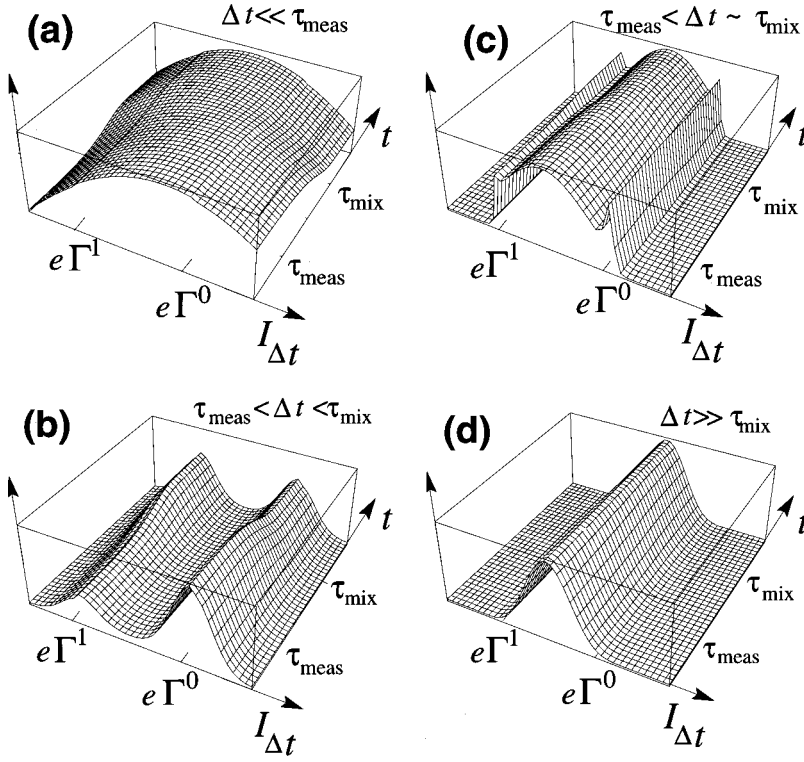 (a)
Δt<< τmeas
t
τmix
eΓ1
τmeas
eΓ0
IΔt
(c)
τmeas< Δt ~ τmix
t
τmix
eΓ1
τmeas
eΓ0
IΔt
(b)
τmeas<Δt<τmix
t
τmix
eΓ1
τmeas
eΓ0
IΔt
(d)
Δt>> τmix
t
τmix
eΓ1
τmeas
eΓ0
IΔt